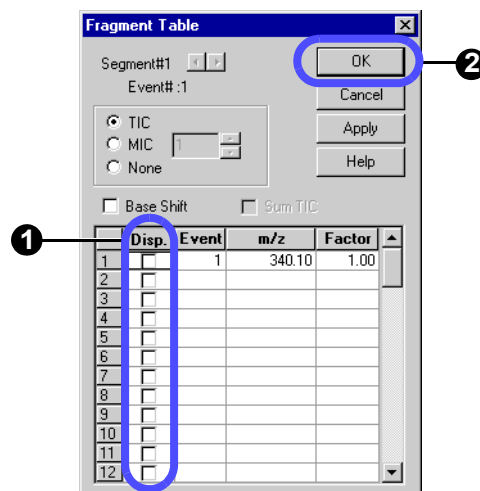 Fragment Table
Segment#1
OK
2
Event# :1
Cancel
TIC
Apply
MIC 1
None
Help
Base Shift Sum TIC
1
Disp. Event m/z Factor
1 1 340.10 1.00
2
3
4
5
6
7
8
9
10
11
12